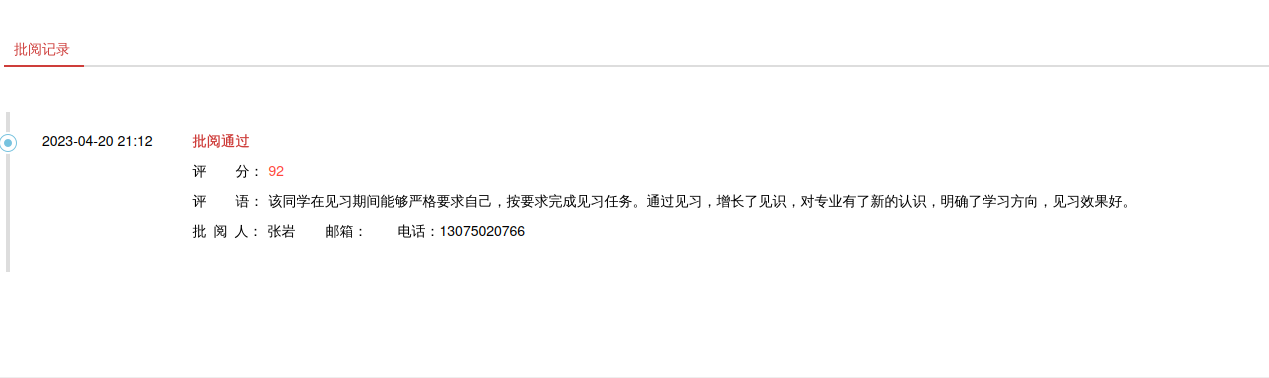 批阅记录
2023-04-20 21:12 批阅通过
评 分： 92
评 语： 该同学在见习期间能够严格要求自己，按要求完成见习任务。通过见习，增长了见识，对专业有了新的认识，明确了学习方向，见习效果好。
批 阅 人： 张岩 邮箱： 电话：13075020766